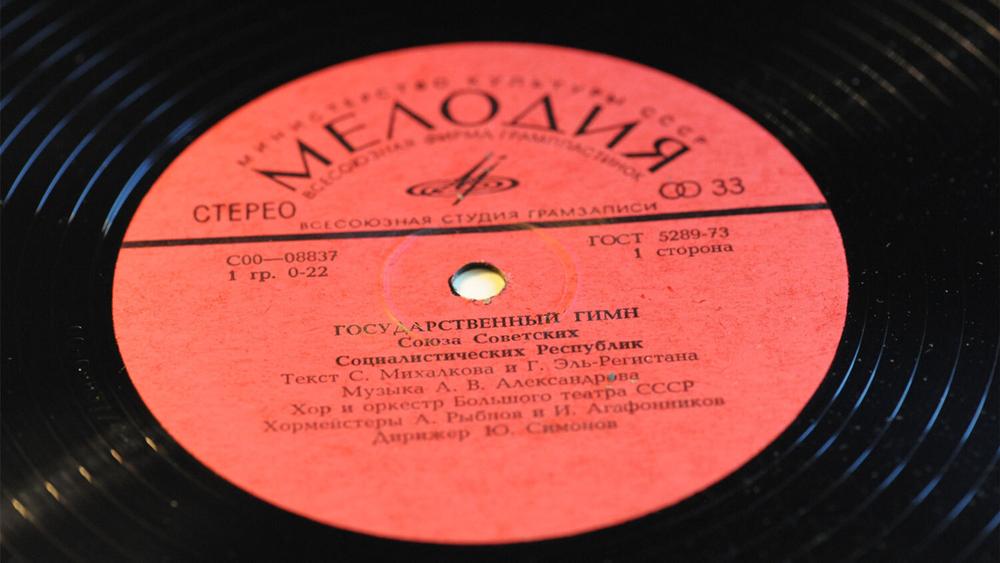 МИНИСТЕРСТВО КУЛЬТУРЫ СССР
МЕЛОДИЯ
ВСЕСОЮЗНАЯ ФИРМА ГРАМПЛАСТИНОК
СТЕРЕО
33
ВСЕСОЮЗНАЯ СТУДИЯ ГРАМЗАПИСИ
С00—08837
1 гр. 0-22
ГОСТ 5289-73
1 сторона
ГОСУДАРСТВЕННЫЙ ГИМН
Союза Советских
Социалистических Республик
Текст С. Михалкова и Г. Эль-Регистана
Музыка А. В. Александрова
Хор и оркестр Большого театра СССР
Хормейстеры А. Рыбнов и И. Агафонников
Дирижер Ю. Симонов